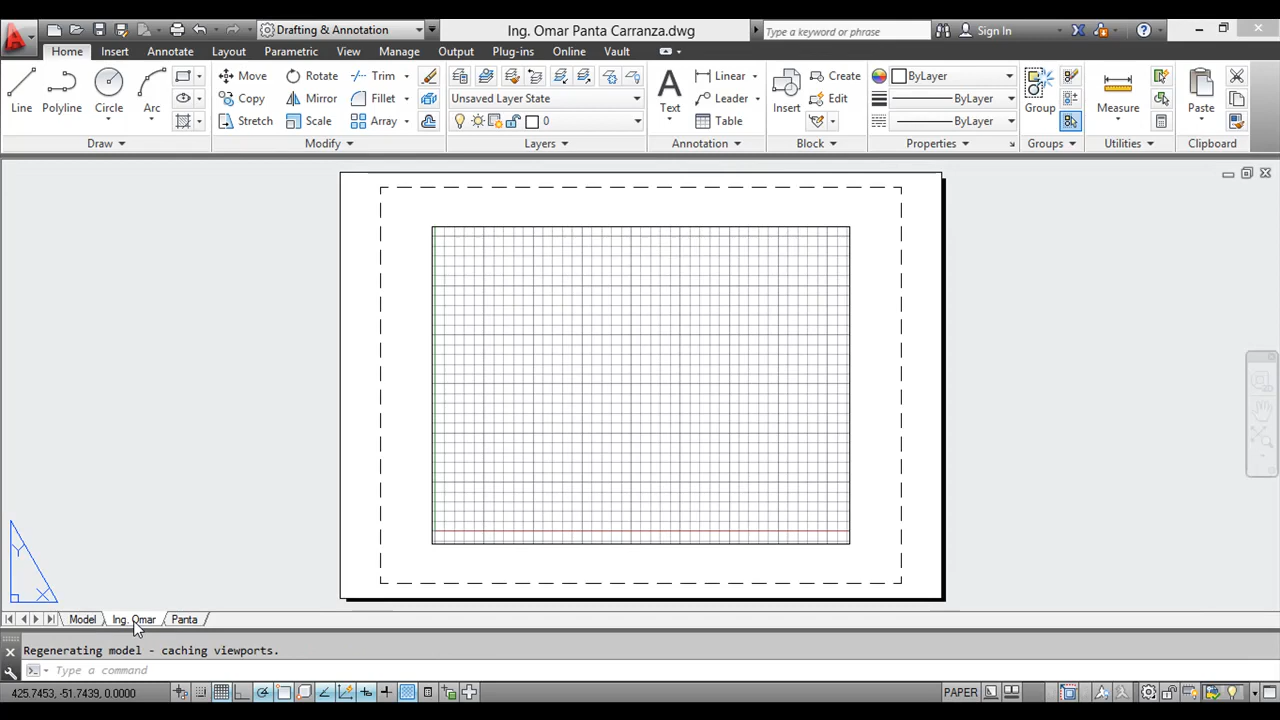 Drafting & Annotation
Ing. Omar Panta Carranza.dwg
Type a keyword or phrase
Sign In
Home Insert Annotate Layout Parametric View Manage Output Plug-ins Online Vault
Line
Polyline
Circle
Arc
Move Rotate Trim
Copy Mirror Fillet
Stretch Scale Array
Unsaved Layer State
0
Text
Linear
Leader
Table
Insert
Create
Edit
ByLayer
ByLayer
ByLayer
Group
Measure
Paste
Draw Modify Layers Annotation Block Properties Groups Utilities Clipboard
Y
X
Model Ing. Omar Panta
Regenerating model - caching viewports.
Type a command
425.7453, -51.7439, 0.0000
PAPER